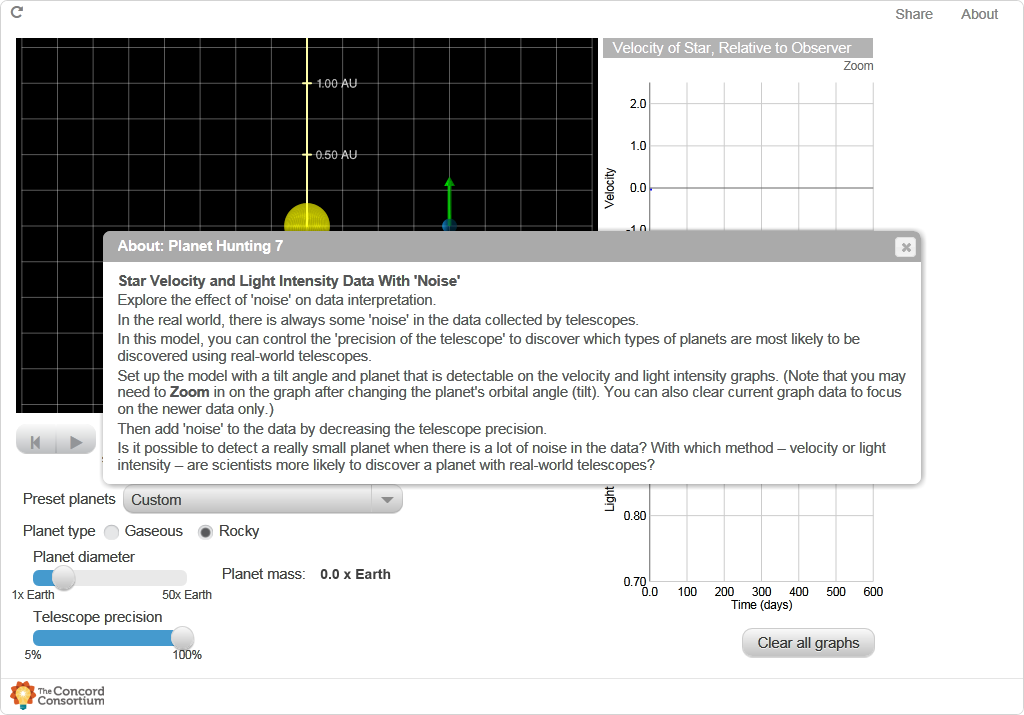 Share About
Velocity of Star, Relative to Observer
Zoom
1.00 AU
0.50 AU
2.0
1.0
0.0
-1.0
Velocity
About: Planet Hunting 7
Star Velocity and Light Intensity Data With 'Noise'
Explore the effect of 'noise' on data interpretation.
In the real world, there is always some 'noise' in the data collected by telescopes.
In this model, you can control the 'precision of the telescope' to discover which types of planets are most likely to be
discovered using real-world telescopes.
Set up the model with a tilt angle and planet that is detectable on the velocity and light intensity graphs. (Note that you may
need to Zoom in on the graph after changing the planet's orbital angle (tilt). You can also clear current graph data to focus
on the newer data only.)
Then add 'noise' to the data by decreasing the telescope precision.
Is it possible to detect a really small planet when there is a lot of noise in the data? With which method – velocity or light
intensity – are scientists more likely to discover a planet with real-world telescopes?
Preset planets Custom
Planet type Gaseous Rocky
Planet diameter
1x Earth 50x Earth
Planet mass: 0.0 x Earth
Telescope precision
5% 100%
Light
0.80
0.70
0.0 100 200 300 400 500 600
Time (days)
Clear all graphs
The Concord
Consortium